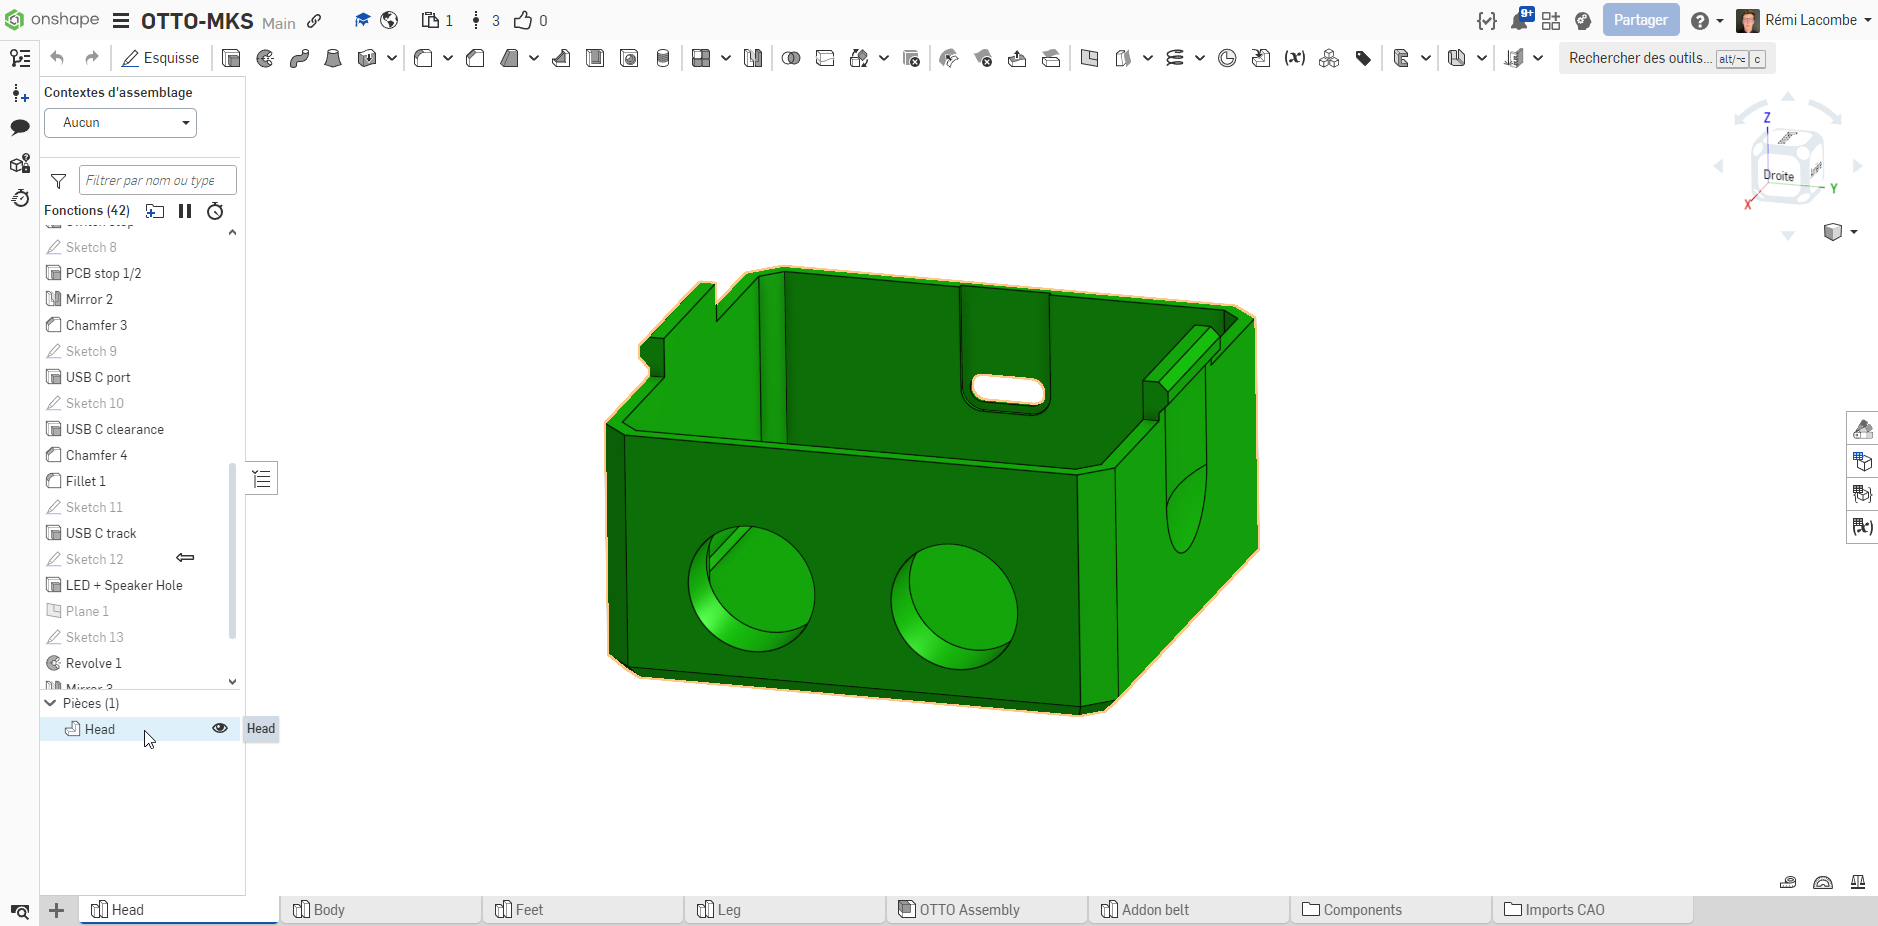 onshape OTTO-MKS Main 1 3 0 9+ Partager Rémi Lacombe
Esquisse Rechercher des outils... alt/⌥ c
Contextes d'assemblage
Aucun
Filtrer par nom ou type
Fonctions (42)
Sketch 8
PCB stop 1/2
Mirror 2
Chamfer 3
Sketch 9
USB C port
Sketch 10
USB C clearance
Chamfer 4
Fillet 1
Sketch 11
USB C track
Sketch 12
LED + Speaker Hole
Plane 1
Sketch 13
Revolve 1
Mirror 3
Pièces (1)
Head
Head
Z
Droite
Y
X
Head Body Feet Leg OTTO Assembly Addon belt Components Imports CAO